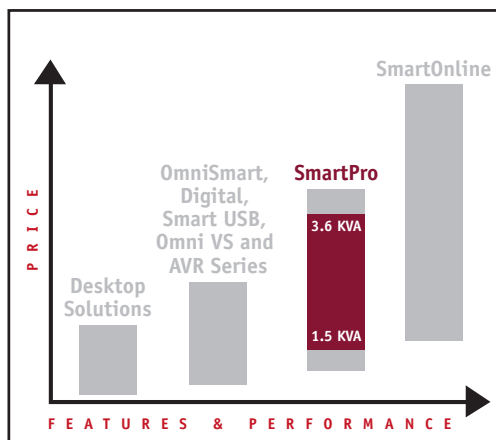 SmartOnline
SmartPro
OmniSmart,
Digital,
Smart USB,
Omni VS and
AVR Series
3.6 KVA
Desktop
Solutions
1.5 KVA
PRICE
FEATURES & PERFORMANCE